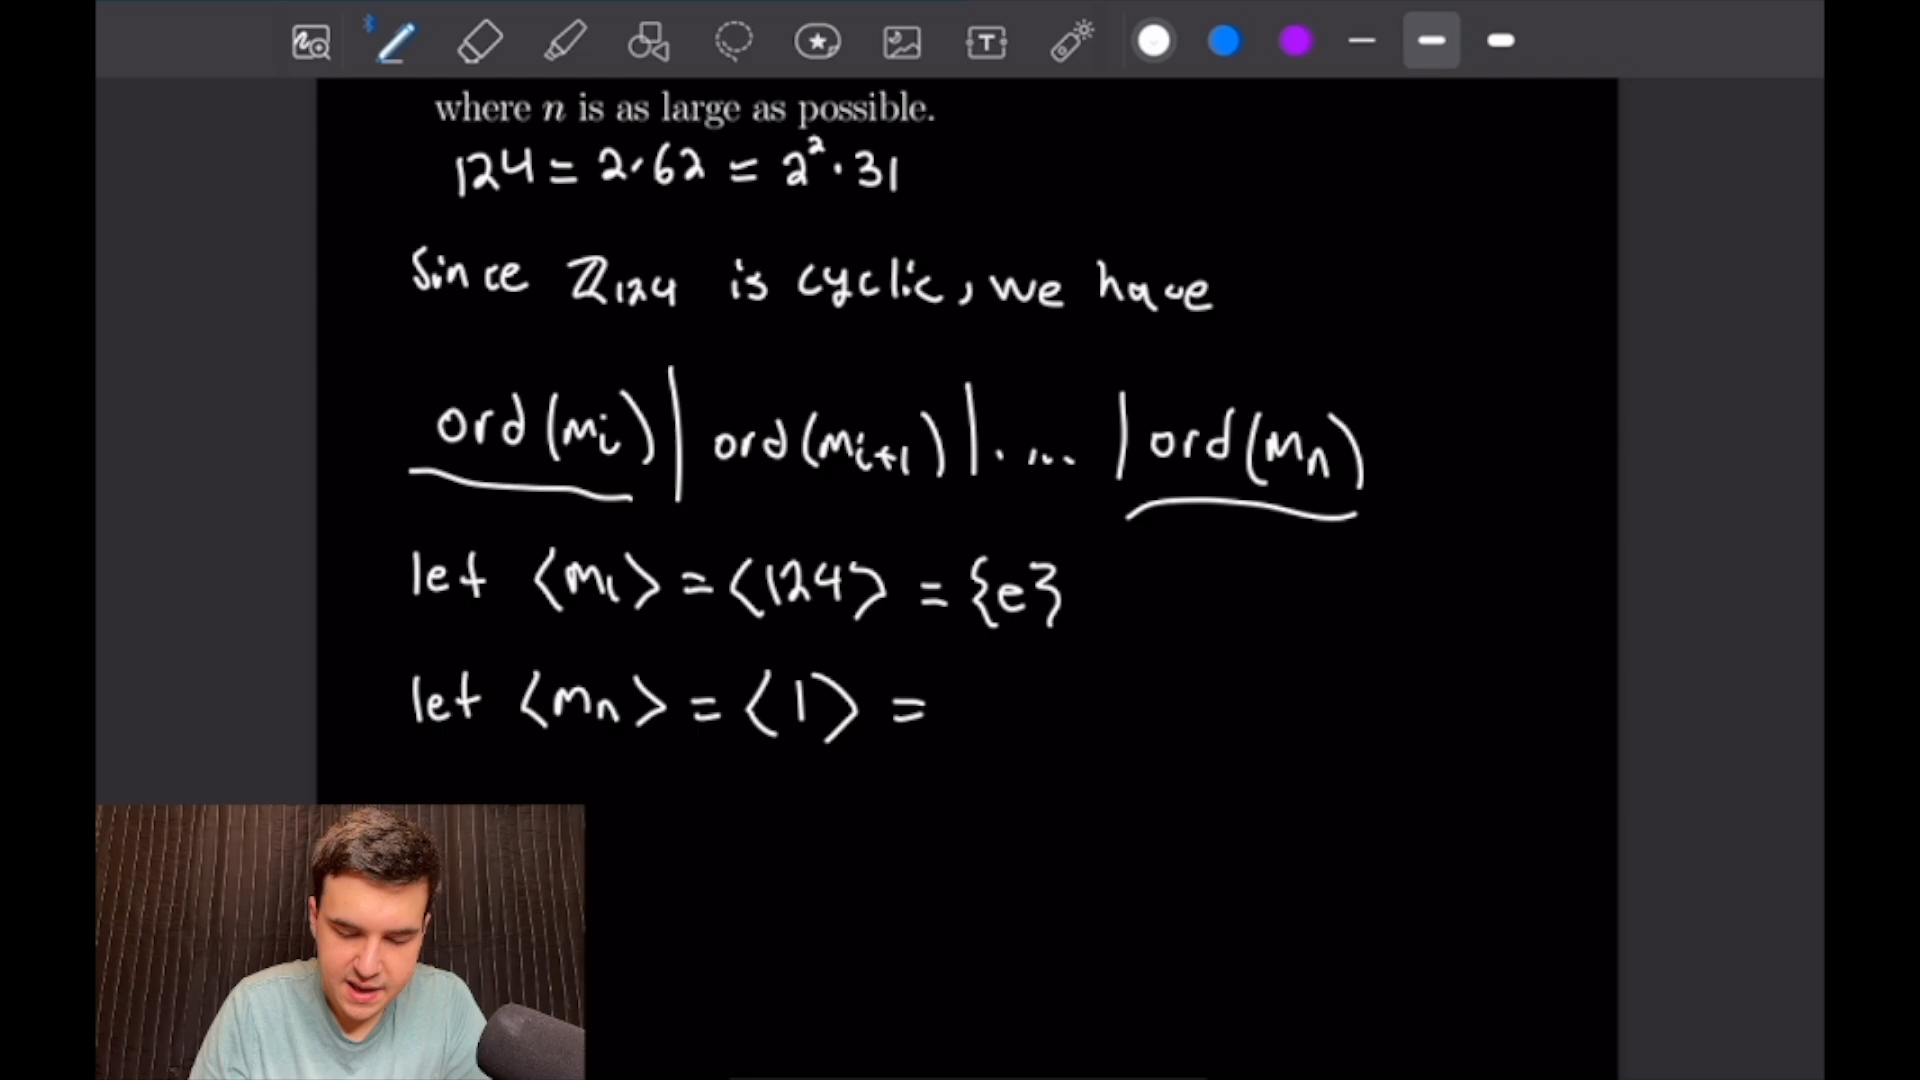 where n is as large as possible.
124 = 2·62 = 2²·31
Since ℤ₁₂₄ is cyclic, we have
ord(mᵢ) | ord(mᵢ₊₁) | ... | ord(mₙ)
let ⟨m₁⟩ = ⟨124⟩ = {e}
let ⟨mₙ⟩ = ⟨1⟩ =